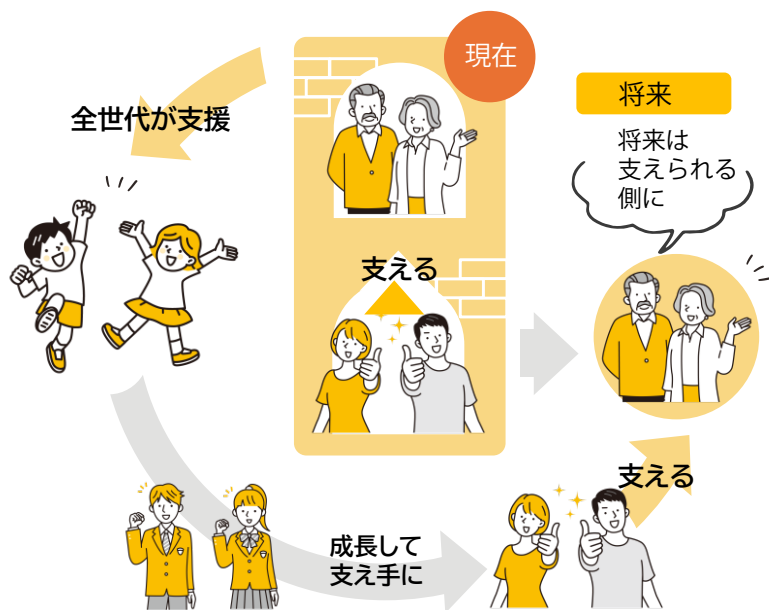 現在
全世代が支援
支える
将来
将来は
支えられる
側に
支える
成長して
支え手に